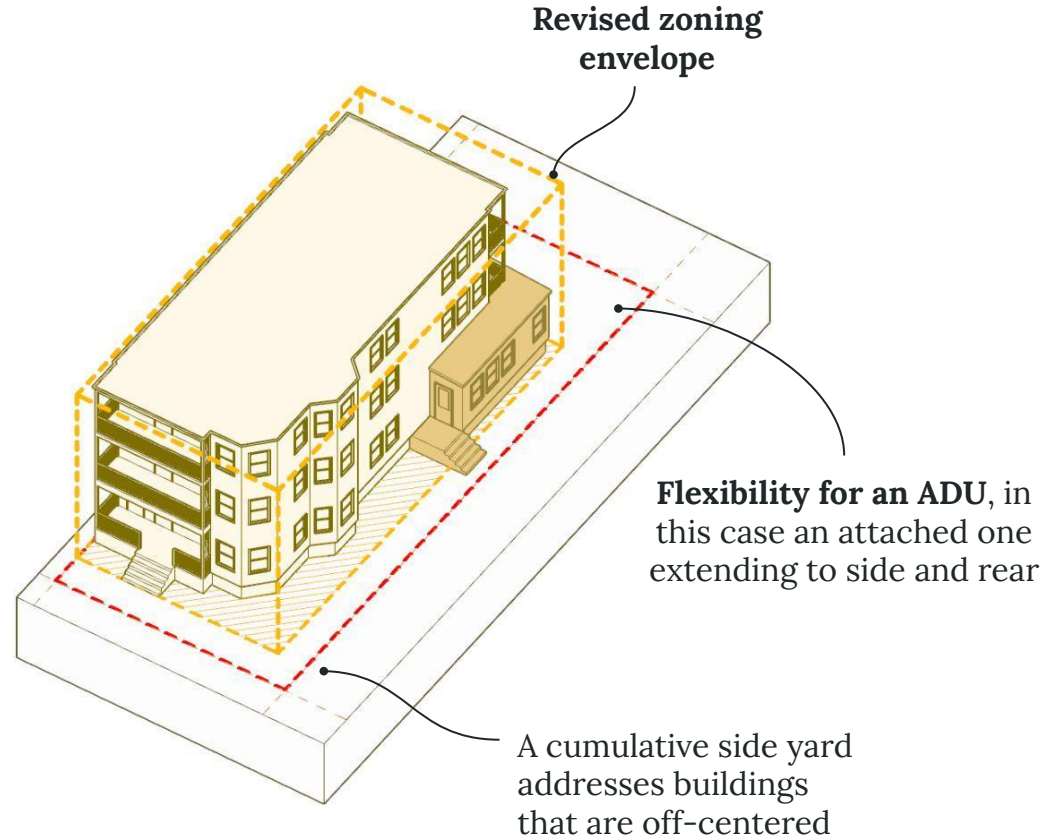 Revised zoning
envelope
Flexibility for an ADU, in
this case an attached one
extending to side and rear
A cumulative side yard
addresses buildings
that are off-centered